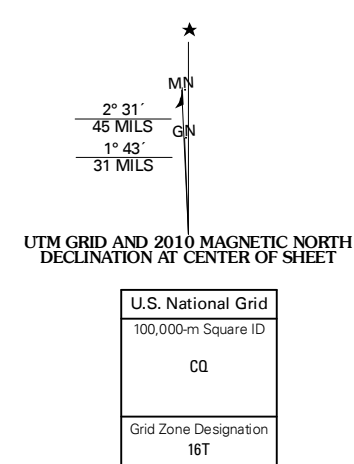 ★
MN
2° 31´
45 MILS
GN
1° 43´
31 MILS
UTM GRID AND 2010 MAGNETIC NORTH
DECLINATION AT CENTER OF SHEET
U.S. National Grid
100,000-m Square ID
CQ
Grid Zone Designation
16T